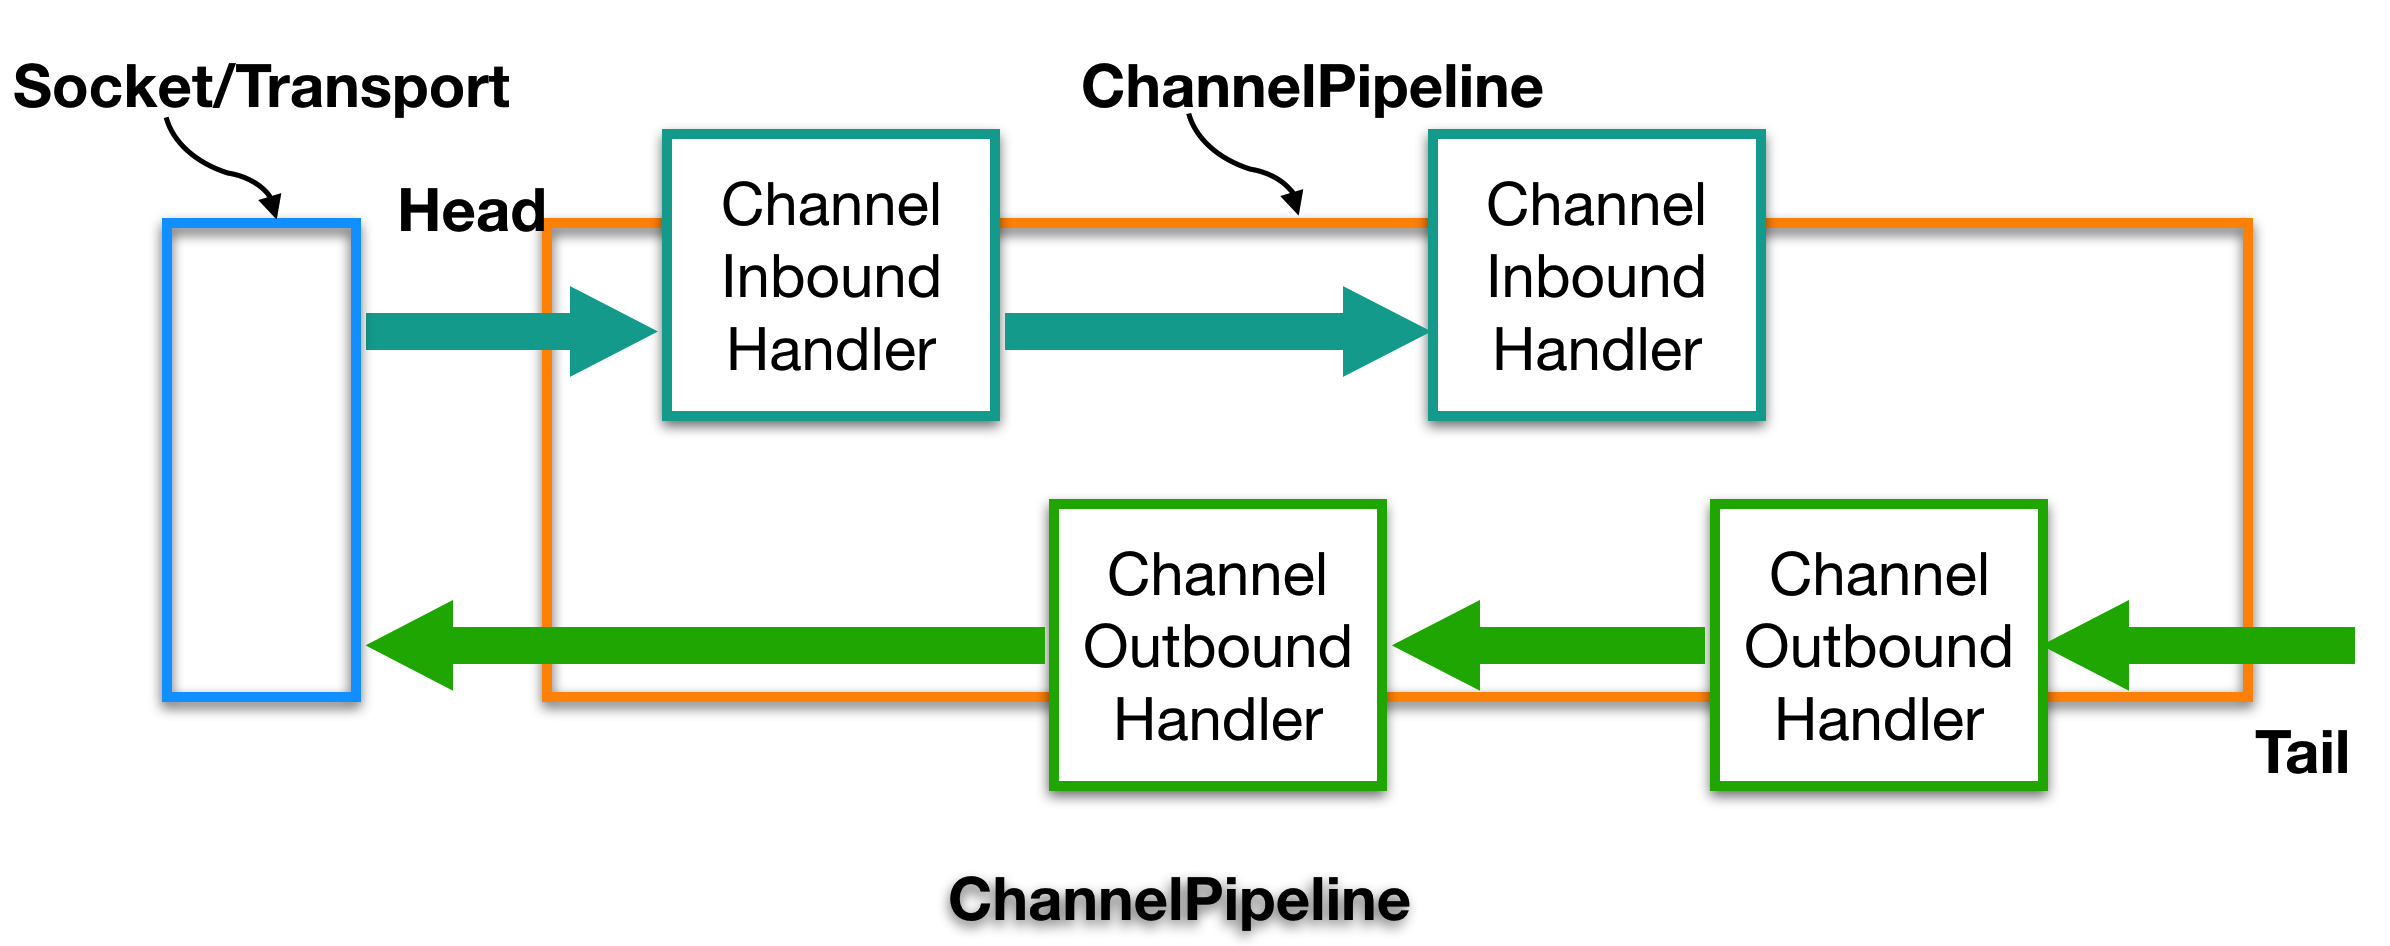 Socket/Transport
ChannelPipeline
Head
Channel
Inbound
Handler
Channel
Inbound
Handler
Channel
Outbound
Handler
Channel
Outbound
Handler
Tail
ChannelPipeline